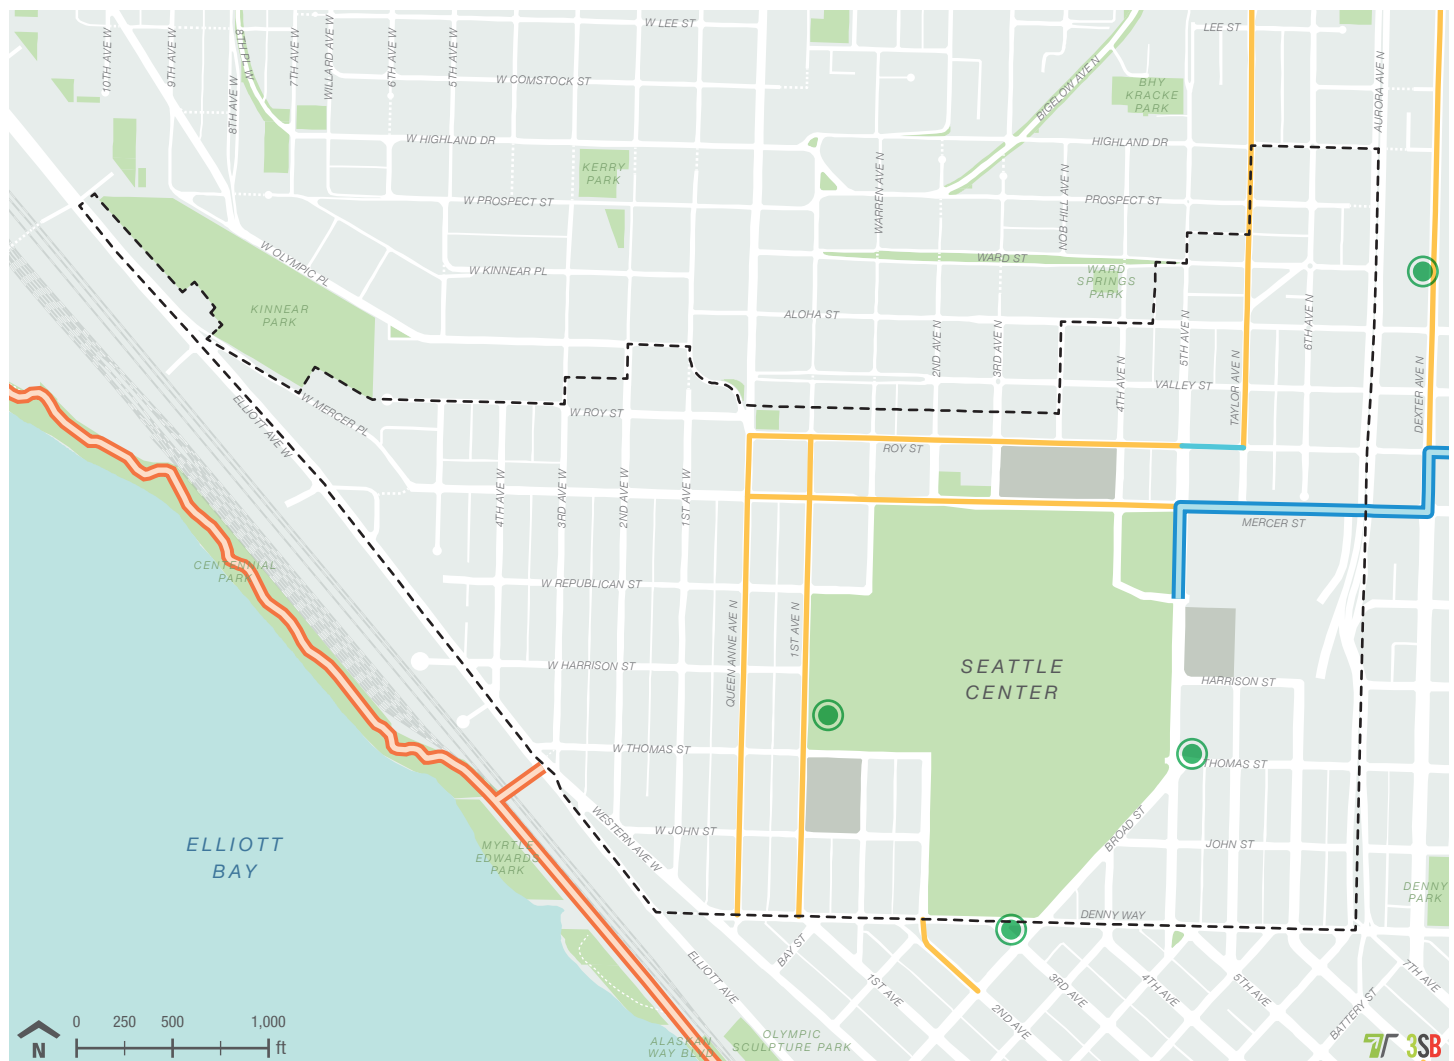 W LEE ST
LEE ST
10TH AVE W
9TH AVE W
8TH PL W
8TH AVE W
7TH AVE W
WILLARD AVE W
6TH AVE W
5TH AVE W
W COMSTOCK ST
BIGELOW AVE N
BHY
KRACKE
PARK
AURORA AVE N
W HIGHLAND DR
HIGHLAND DR
KERRY
PARK
WARREN AVE N
NOB HILL AVE N
W PROSPECT ST
PROSPECT ST
W OLYMPIC PL
W KINNEAR PL
WARD ST
WARD
SPRINGS
PARK
KINNEAR
PARK
ALOHA ST
2ND AVE N
3RD AVE N
4TH AVE N
5TH AVE N
TAYLOR AVE N
6TH AVE N
DEXTER AVE N
VALLEY ST
ELLIOTT AVE W
W MERCER PL
W ROY ST
ROY ST
4TH AVE W
3RD AVE W
2ND AVE W
1ST AVE W
MERCER ST
CENTENNIAL
PARK
W REPUBLICAN ST
QUEEN ANNE AVE N
1ST AVE N
W HARRISON ST
SEATTLE
CENTER
HARRISON ST
W THOMAS ST
THOMAS ST
ELLIOTT
BAY
MYRTLE
EDWARDS
PARK
WESTERN AVE W
W JOHN ST
BROAD ST
JOHN ST
DENNY
PARK
DENNY WAY
ELLIOTT AVE
BAY ST
1ST AVE
2ND AVE
3RD AVE
4TH AVE
5TH AVE
BATTERY ST
7TH AVE
0 250 500 1,000
ft
N
ALASKAN
WAY BLVD
OLYMPIC
SCULPTURE PARK
3SB